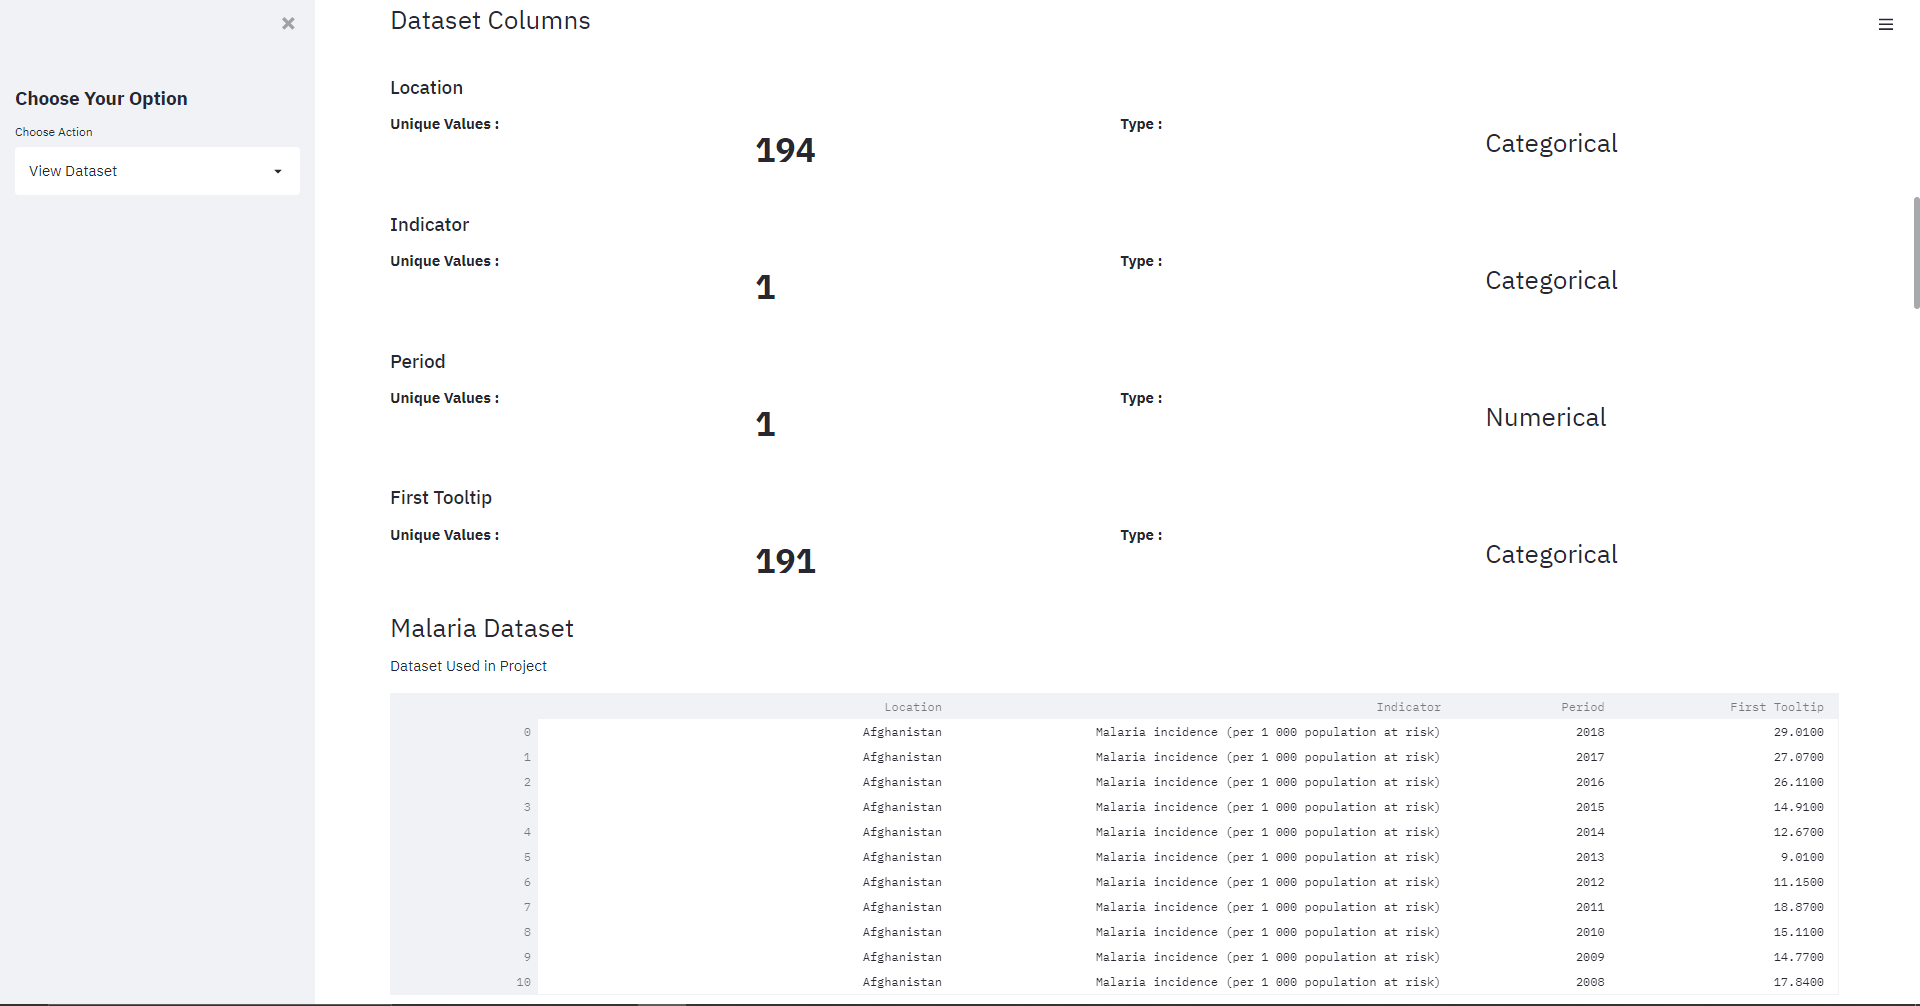 Dataset Columns
Choose Your Option
Choose Action
View Dataset
Location
Unique Values :
194
Type :
Categorical
Indicator
Unique Values :
1
Type :
Categorical
Period
Unique Values :
1
Type :
Numerical
First Tooltip
Unique Values :
191
Type :
Categorical
Malaria Dataset
Dataset Used in Project
Location Indicator Period First Tooltip
0 Afghanistan Malaria incidence (per 1 000 population at risk) 2018 29.0100
1 Afghanistan Malaria incidence (per 1 000 population at risk) 2017 27.0700
2 Afghanistan Malaria incidence (per 1 000 population at risk) 2016 26.1100
3 Afghanistan Malaria incidence (per 1 000 population at risk) 2015 14.9100
4 Afghanistan Malaria incidence (per 1 000 population at risk) 2014 12.6700
5 Afghanistan Malaria incidence (per 1 000 population at risk) 2013 9.0100
6 Afghanistan Malaria incidence (per 1 000 population at risk) 2012 11.1500
7 Afghanistan Malaria incidence (per 1 000 population at risk) 2011 18.8700
8 Afghanistan Malaria incidence (per 1 000 population at risk) 2010 15.1100
9 Afghanistan Malaria incidence (per 1 000 population at risk) 2009 14.7700
10 Afghanistan Malaria incidence (per 1 000 population at risk) 2008 17.8400